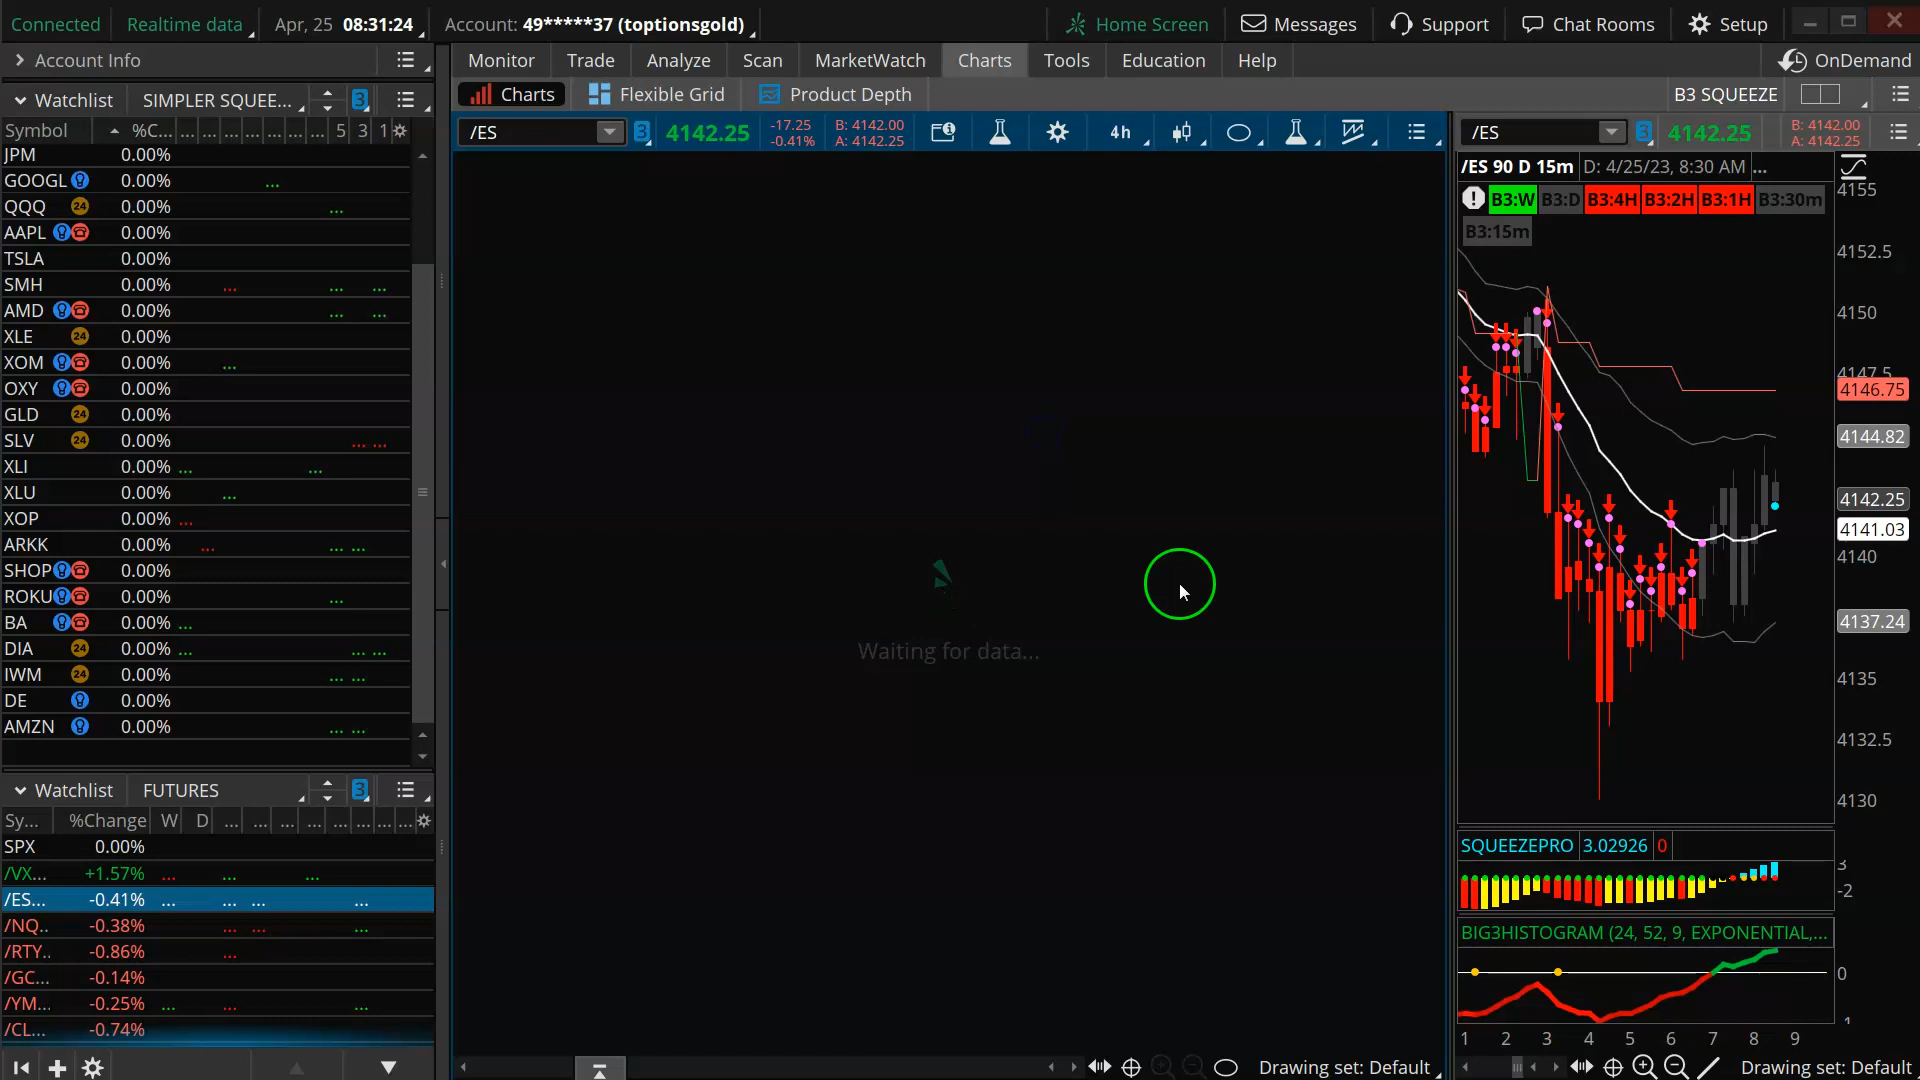 Connected Realtime data Apr, 25 08:31:24 Account: 49*****37 (toptionsgold) Home Screen Messages Support Chat Rooms Setup
Account Info
Monitor Trade Analyze Scan MarketWatch Charts Tools Education Help OnDemand
Watchlist SIMPLER SQUEE... 3
Charts Flexible Grid Product Depth B3 SQUEEZE
Symbol %C... ... ... ... ... ... ... ... 5 3 1
/ES 3 4142.25 -17.25 -0.41% B: 4142.00 A: 4142.25 4h
/ES 3 4142.25 B: 4142.00 A: 4142.25
JPM 0.00%
GOOGL 0.00% ...
QQQ 24 0.00% ...
AAPL 0.00%
TSLA 0.00%
SMH 0.00% ... ... ...
AMD 0.00% ... ...
XLE 24 0.00%
XOM 0.00% ...
OXY 0.00%
GLD 24 0.00%
SLV 24 0.00% ... ...
XLI 0.00% ... ...
XLU 0.00% ...
XOP 0.00% ...
ARKK 0.00% ... ... ...
SHOP 0.00%
ROKU 0.00% ...
BA 0.00% ...
DIA 24 0.00% ... ... ...
IWM 24 0.00% ... ...
DE 0.00%
AMZN 0.00% ... ...
Watchlist FUTURES 3
Sy... %Change W D ... ... ... ... ... ... ... ...
SPX 0.00%
/VX... +1.57% ... ... ...
/ES... -0.41% ... ... ... ...
/NQ.. -0.38% ... ... ...
/RTY.. -0.86% ...
/GC... -0.14%
/YM... -0.25% ... ... ...
/CL... -0.74%
Waiting for data...
Drawing set: Default
/ES 90 D 15m D: 4/25/23, 8:30 AM ...
B3:W B3:D B3:4H B3:2H B3:1H B3:30m
B3:15m
4155
4152.5
4150
4146.75
4144.82
4142.25
4141.03
4140
4137.24
4135
4132.5
4130
SQUEEZEPRO 3.02926 0
3
-2
BIG3HISTOGRAM (24, 52, 9, EXPONENTIAL,...
0
1 2 3 4 5 6 7 8 9
Drawing set: Default